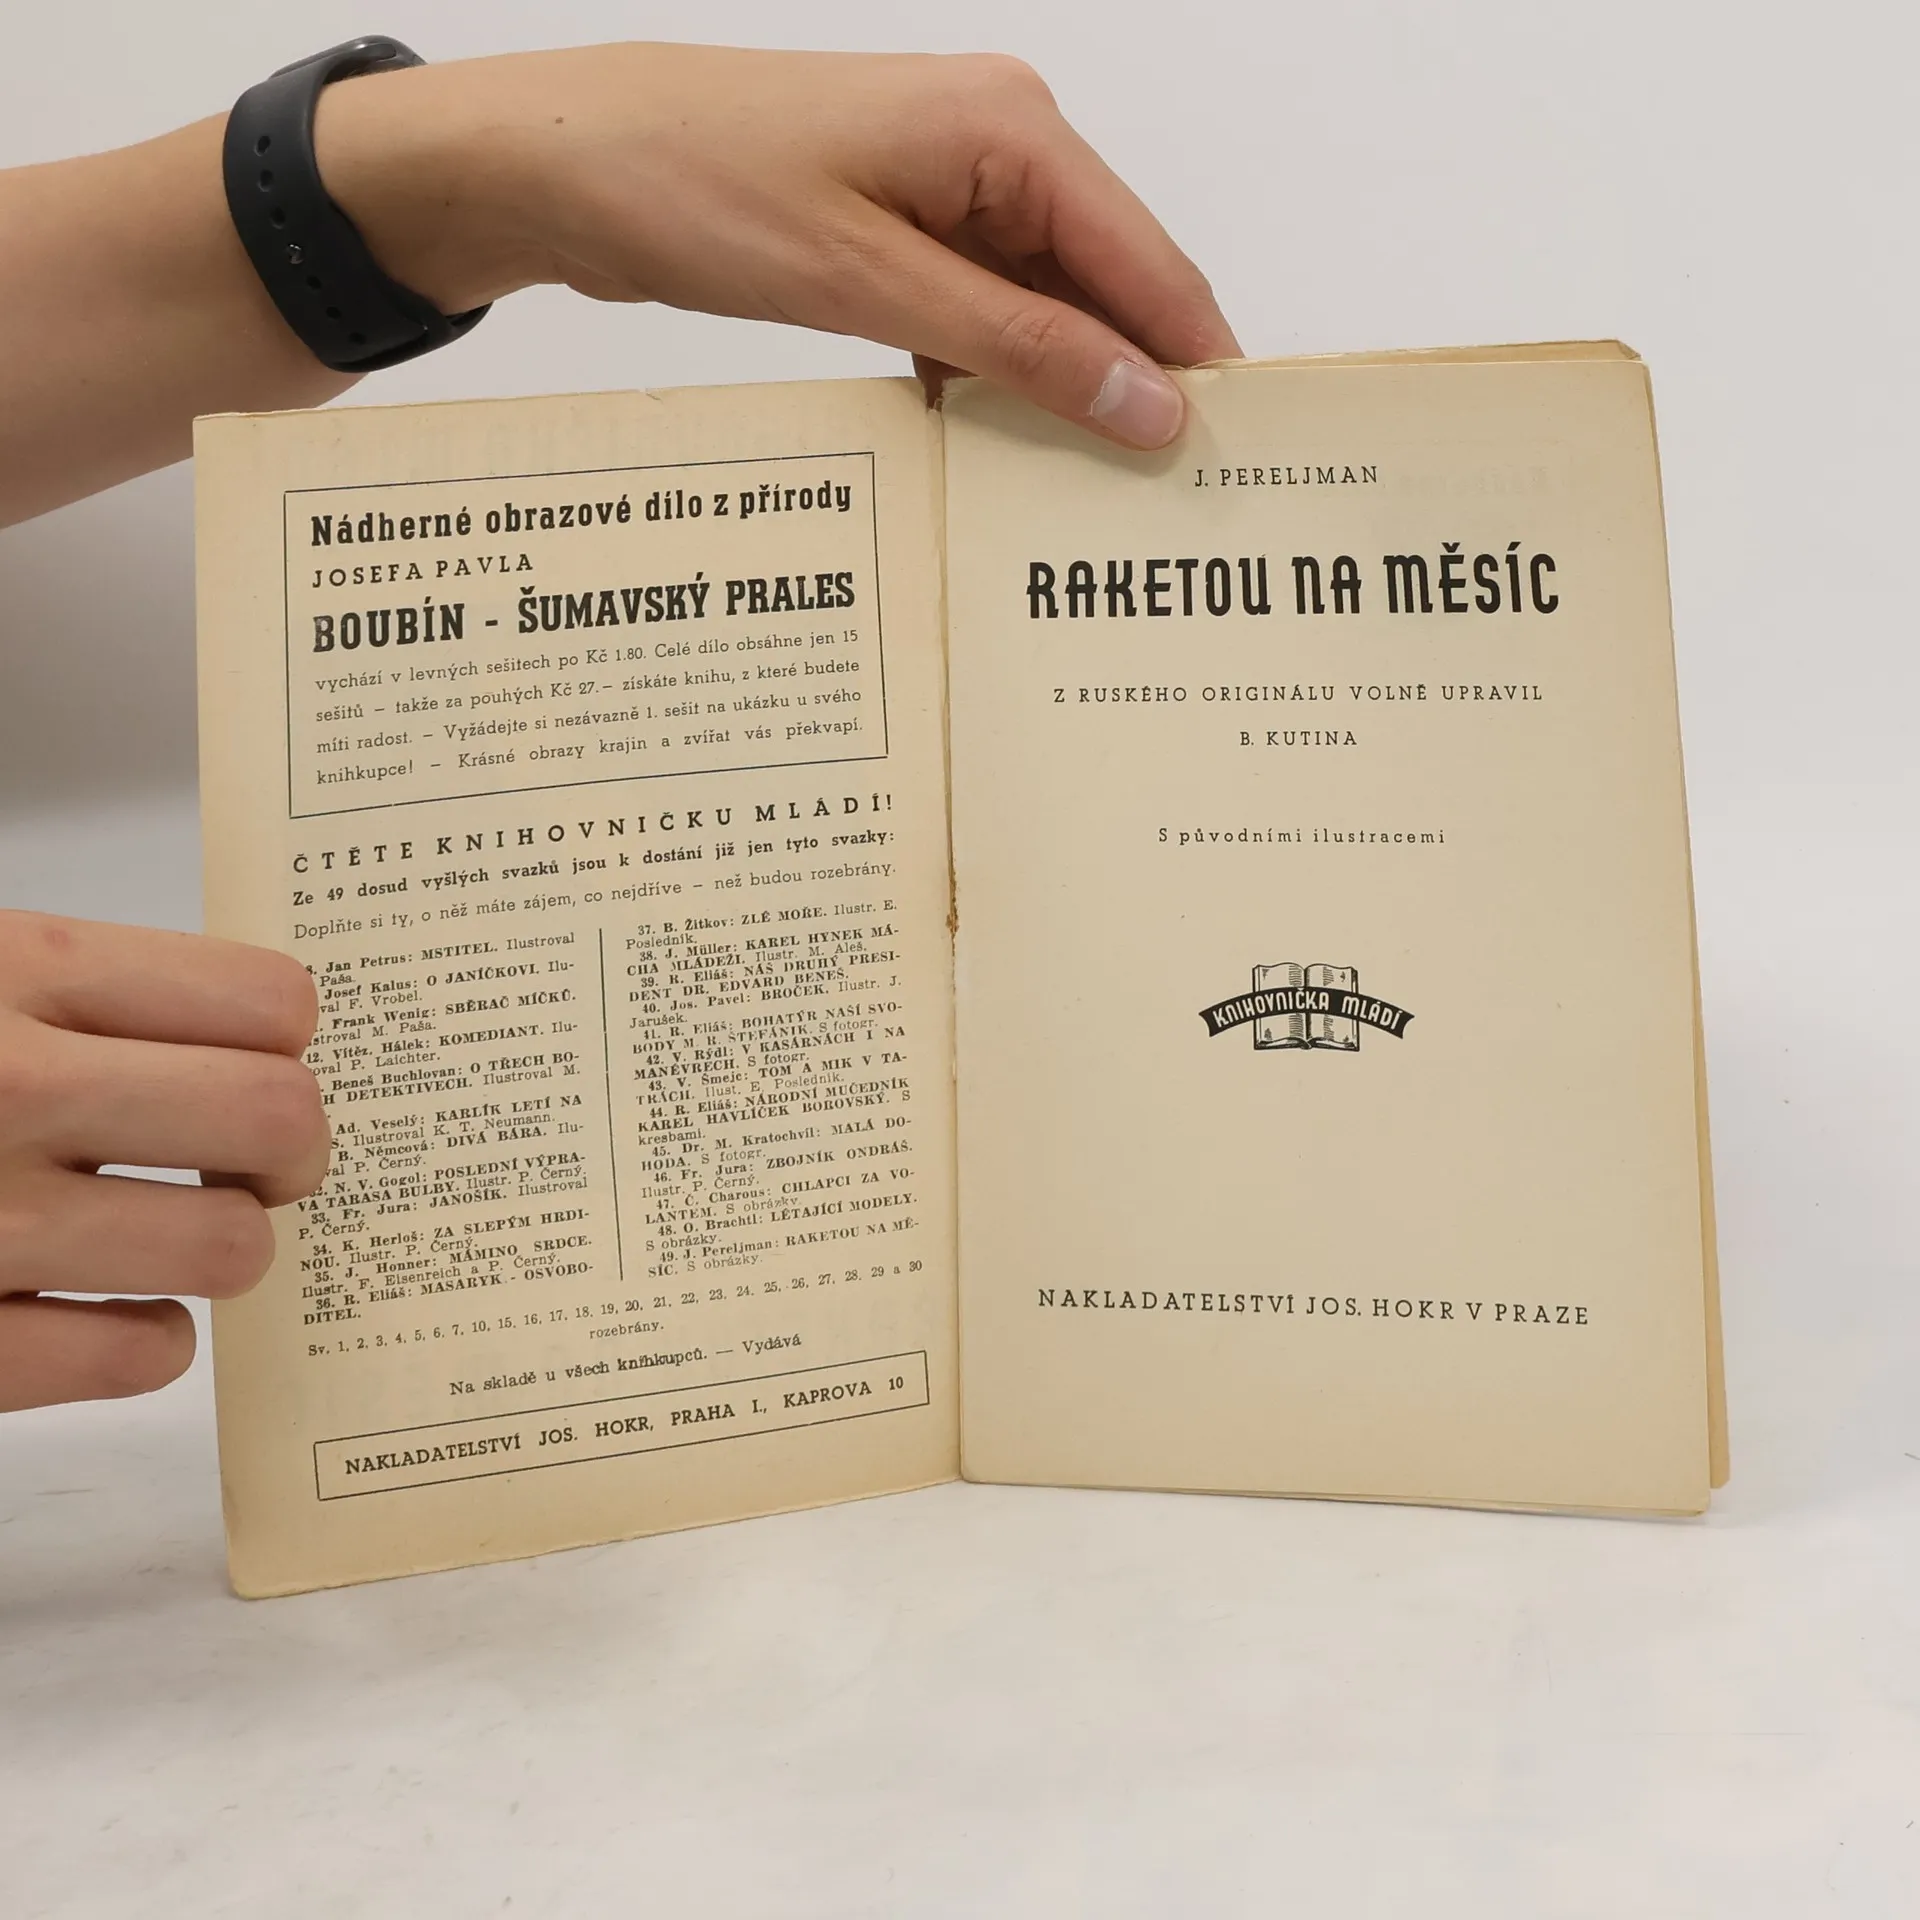 Nádherné obrazové dílo z přírody
JOSEFA PAVLA
BOUBÍN - ŠUMAVSKÝ PRALES
vychází v levných sešitech po Kč 1.80. Celé dílo obsáhne jen 15
sešitů – takže za pouhých Kč 27.– získáte knihu, z které budete
míti radost. – Vyžádejte si nezávazně 1. sešit na ukázku u svého
knihkupce! – Krásné obrazy krajin a zvířat vás překvapí.
ČTĚTE KNIHOVNIČKU MLÁDÍ!
Ze 49 dosud vyšlých svazků jsou k dostání již jen tyto svazky:
Doplňte si ty, o něž máte zájem, co nejdříve – než budou rozebrány.
8. Jan Petrus: MSTITEL. Ilustroval
Paša.
Josef Kalus: O JANÍČKOVI. Ilu-
val F. Vrobel.
Frank Wenig: SBĚRAČ MÍČKŮ.
stroval M. Paša.
12. Vítěz. Hálek: KOMEDIANT. Ilu-
oval P. Laichter.
Beneš Buchlovan: O TŘECH BO-
H DETEKTIVECH. Ilustroval M.
Ad. Veselý: KARLÍK LETÍ NA
S. Ilustroval K. T. Neumann.
B. Němcová: DIVÁ BÁRA. Ilu-
val P. Černý.
32. N. V. Gogol: POSLEDNÍ VÝPRA-
VA TARASA BULBY. Ilustr. P. Černý.
33. Fr. Jura: JANOŠÍK. Ilustroval
P. Černý.
34. K. Herloš: ZA SLEPÝM HRDI-
NOU. Ilustr. P. Černý.
35. J. Honner: MÁMINO SRDCE.
Ilustr. F. Eisenreich a P. Černý.
36. R. Eliáš: MASARYK - OSVOBO-
DITEL.
37. B. Žitkov: ZLÉ MOŘE. Ilustr. E.
Posledník.
38. J. Müller: KAREL HYNEK MÁ-
CHA MLÁDEŽI. Ilustr. M. Aleš.
39. R. Eliáš: NÁŠ DRUHÝ PRESI-
DENT DR. EDVARD BENEŠ.
40. Jos. Pavel: BROČEK. Ilustr. J.
Jarušek.
41. R. Eliáš: BOHATÝR NAŠÍ SVO-
BODY M. R. ŠTEFÁNIK. S fotogr.
42. V. Rýdl: V KASÁRNÁCH I NA
MANÉVRECH. S fotogr.
43. V. Šmejc: TOM A MIK V TA-
TRÁCH. Ilust. E. Posledník.
44. R. Eliáš: NÁRODNÍ MUČEDNÍK
KAREL HAVLÍČEK BOROVSKÝ. S
kresbami.
45. Dr. M. Kratochvíl: MALÁ DO-
HODA. S fotogr.
46. Fr. Jura: ZBOJNÍK ONDRÁŠ.
Ilustr. P. Černý.
47. Č. Charous: CHLAPCI ZA VO-
LANTEM. S obrázky.
48. O. Brachtl: LÉTAJÍCÍ MODELY.
S obrázky.
49. J. Pereljman: RAKETOU NA MĚ-
SÍC. S obrázky.
Sv. 1, 2, 3, 4, 5, 6, 7, 10, 15, 16, 17, 18, 19, 20, 21, 22, 23, 24, 25, 26, 27, 28, 29 a 30
rozebrány.
Na skladě u všech knihkupců. — Vydává
NAKLADATELSTVÍ JOS. HOKR, PRAHA I., KAPROVA 10
J. PERELJMAN
RAKETOU NA MĚSÍC
Z RUSKÉHO ORIGINÁLU VOLNĚ UPRAVIL
B. KUTINA
S původními ilustracemi
KNIHOVNIČKA MLÁDÍ
NAKLADATELSTVÍ JOS. HOKR V PRAZE